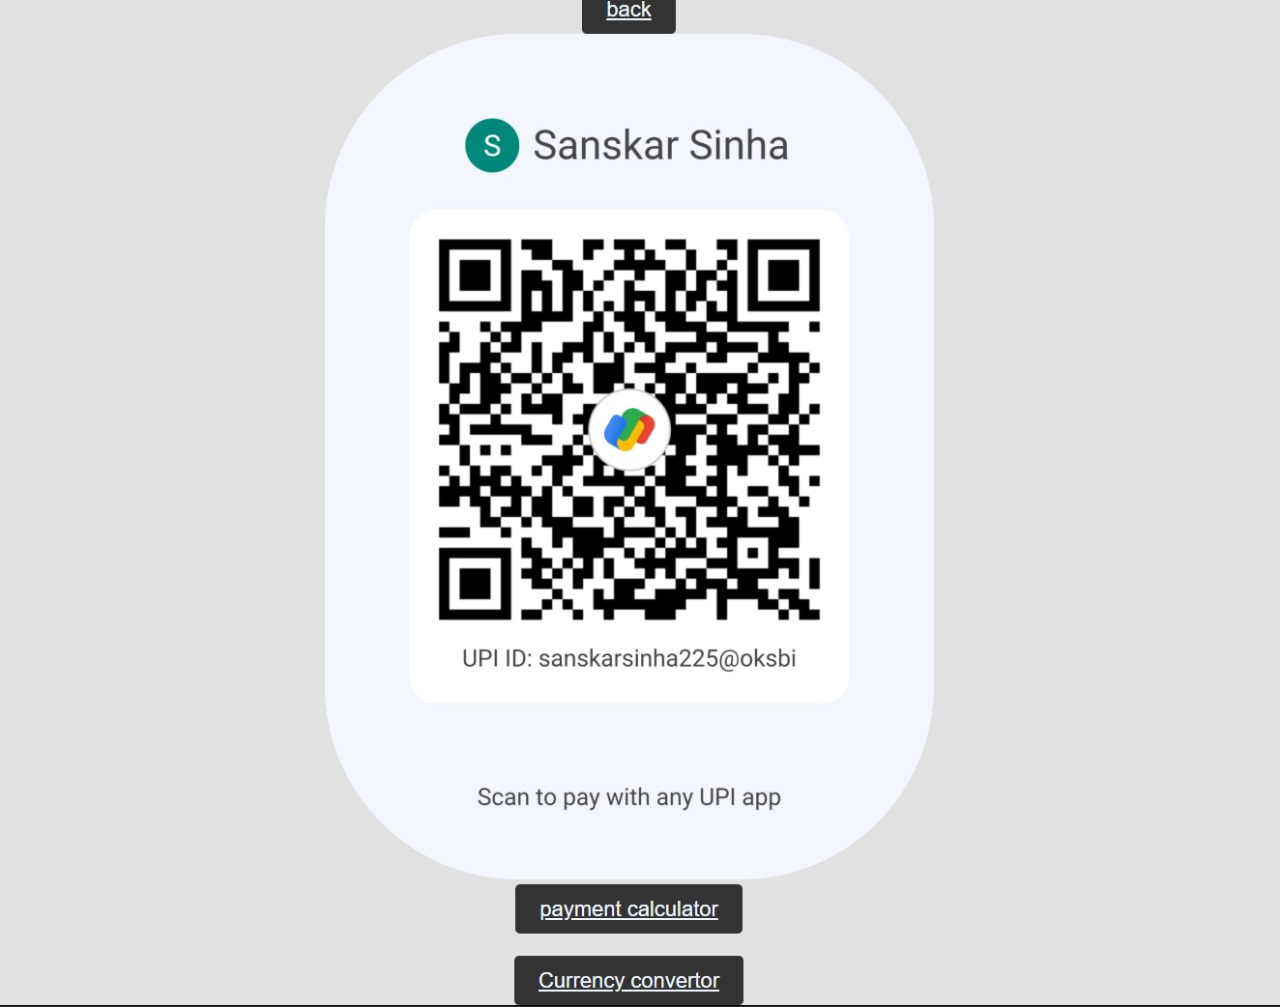 back
S Sanskar Sinha
UPI ID: sanskarsinha225@oksbi
Scan to pay with any UPI app
payment calculator
Currency convertor